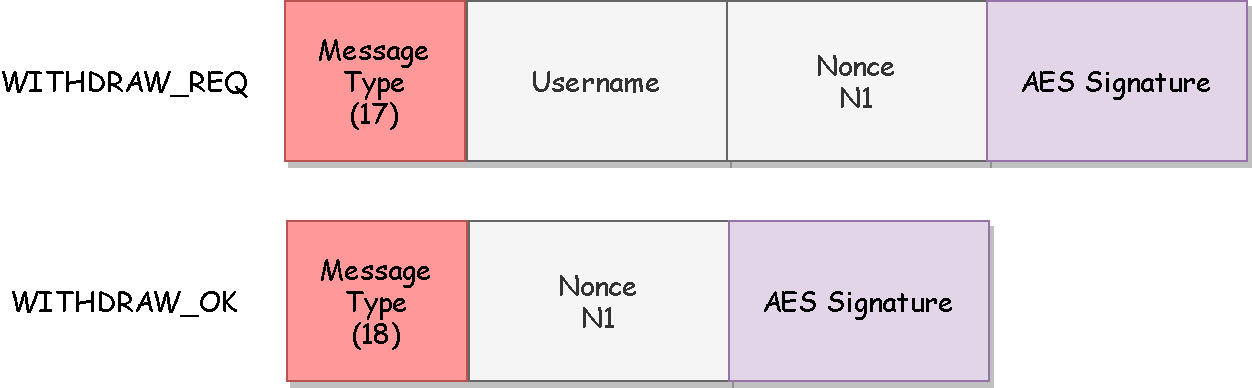 WITHDRAW_REQ
Message
Type
(17)
Username
Nonce
N1
AES Signature
WITHDRAW_OK
Message
Type
(18)
Nonce
N1
AES Signature